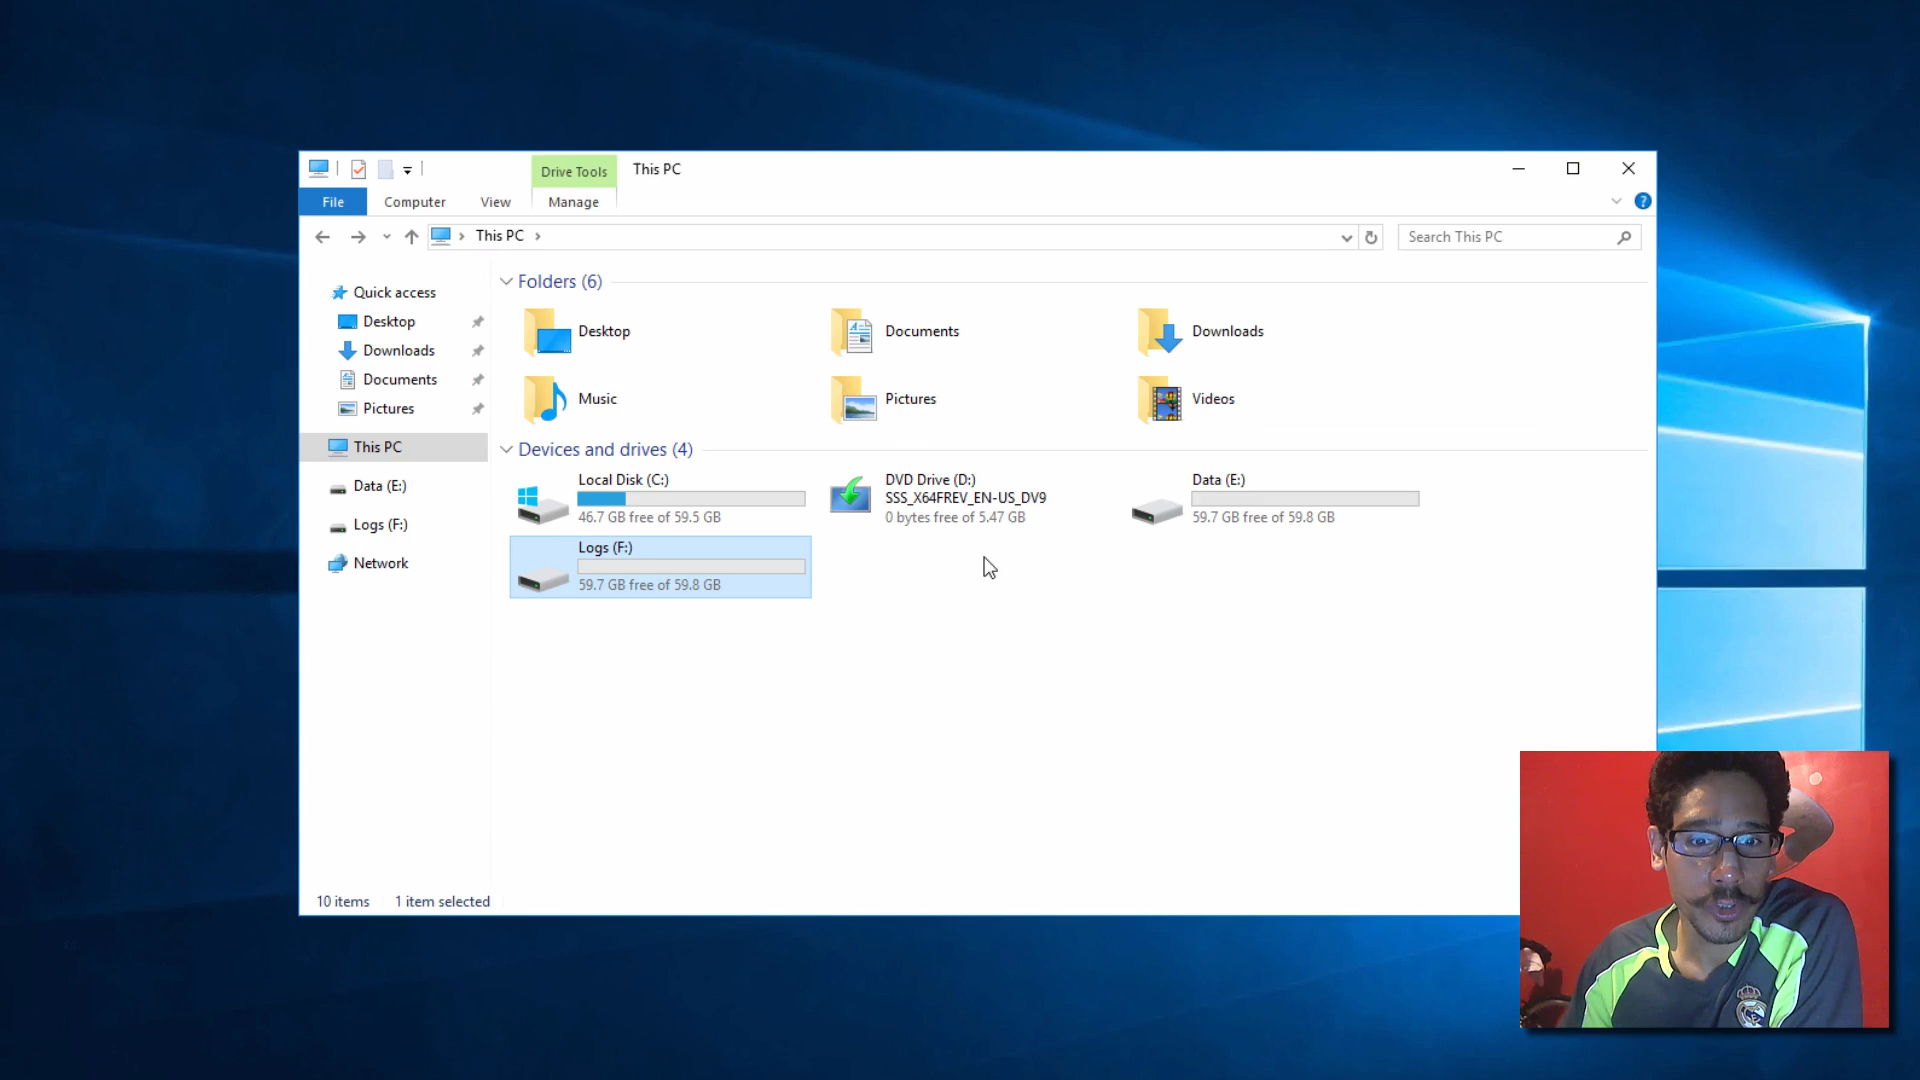 Drive Tools
This PC
File
Computer
View
Manage
?
This PC
Search This PC
Quick access
Desktop
Downloads
Documents
Pictures
This PC
Data (E:)
Logs (F:)
Network
Folders (6)
Desktop
Documents
Downloads
Music
Pictures
Videos
Devices and drives (4)
Local Disk (C:)
46.7 GB free of 59.5 GB
DVD Drive (D:)
SSS_X64FREV_EN-US_DV9
0 bytes free of 5.47 GB
Data (E:)
59.7 GB free of 59.8 GB
Logs (F:)
59.7 GB free of 59.8 GB
10 items
1 item selected